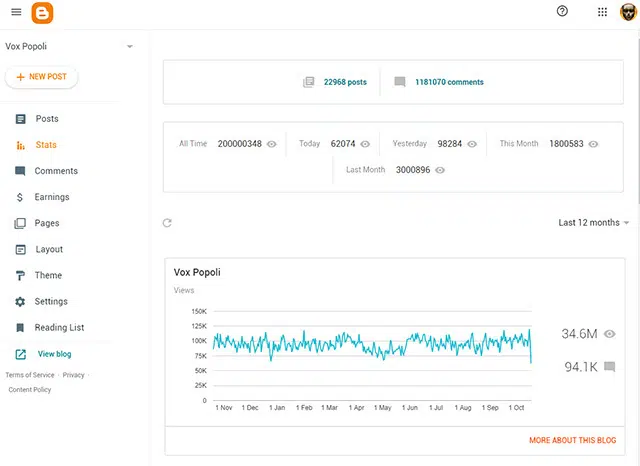 Vox Popoli
+ NEW POST
Posts
Stats
Comments
Earnings
Pages
Layout
Theme
Settings
Reading List
View blog
Terms of Service · Privacy ·
Content Policy
22968 posts 1181070 comments
All Time 200000348 Today 62074 Yesterday 98284 This Month 1800583
Last Month 3000896
Last 12 months
Vox Popoli
Views
150K
125K
100K
75K
50K
25K
0
1 Nov 1 Dec 1 Jan 1 Feb 1 Mar 1 Apr 1 May 1 Jun 1 Jul 1 Aug 1 Sep 1 Oct
34.6M
94.1K
MORE ABOUT THIS BLOG